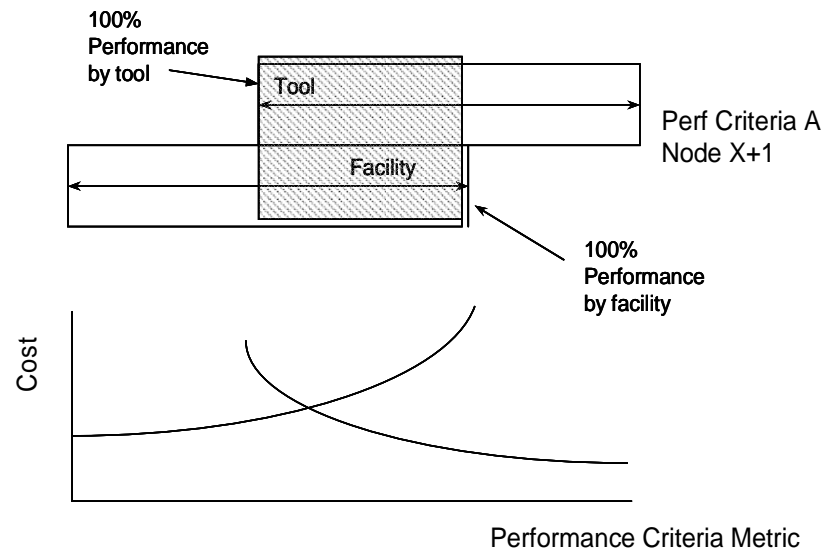 100%
Performance
by tool
Tool
Perf Criteria A
Node X+1
Facility
100%
Performance
by facility
Cost
Performance Criteria Metric